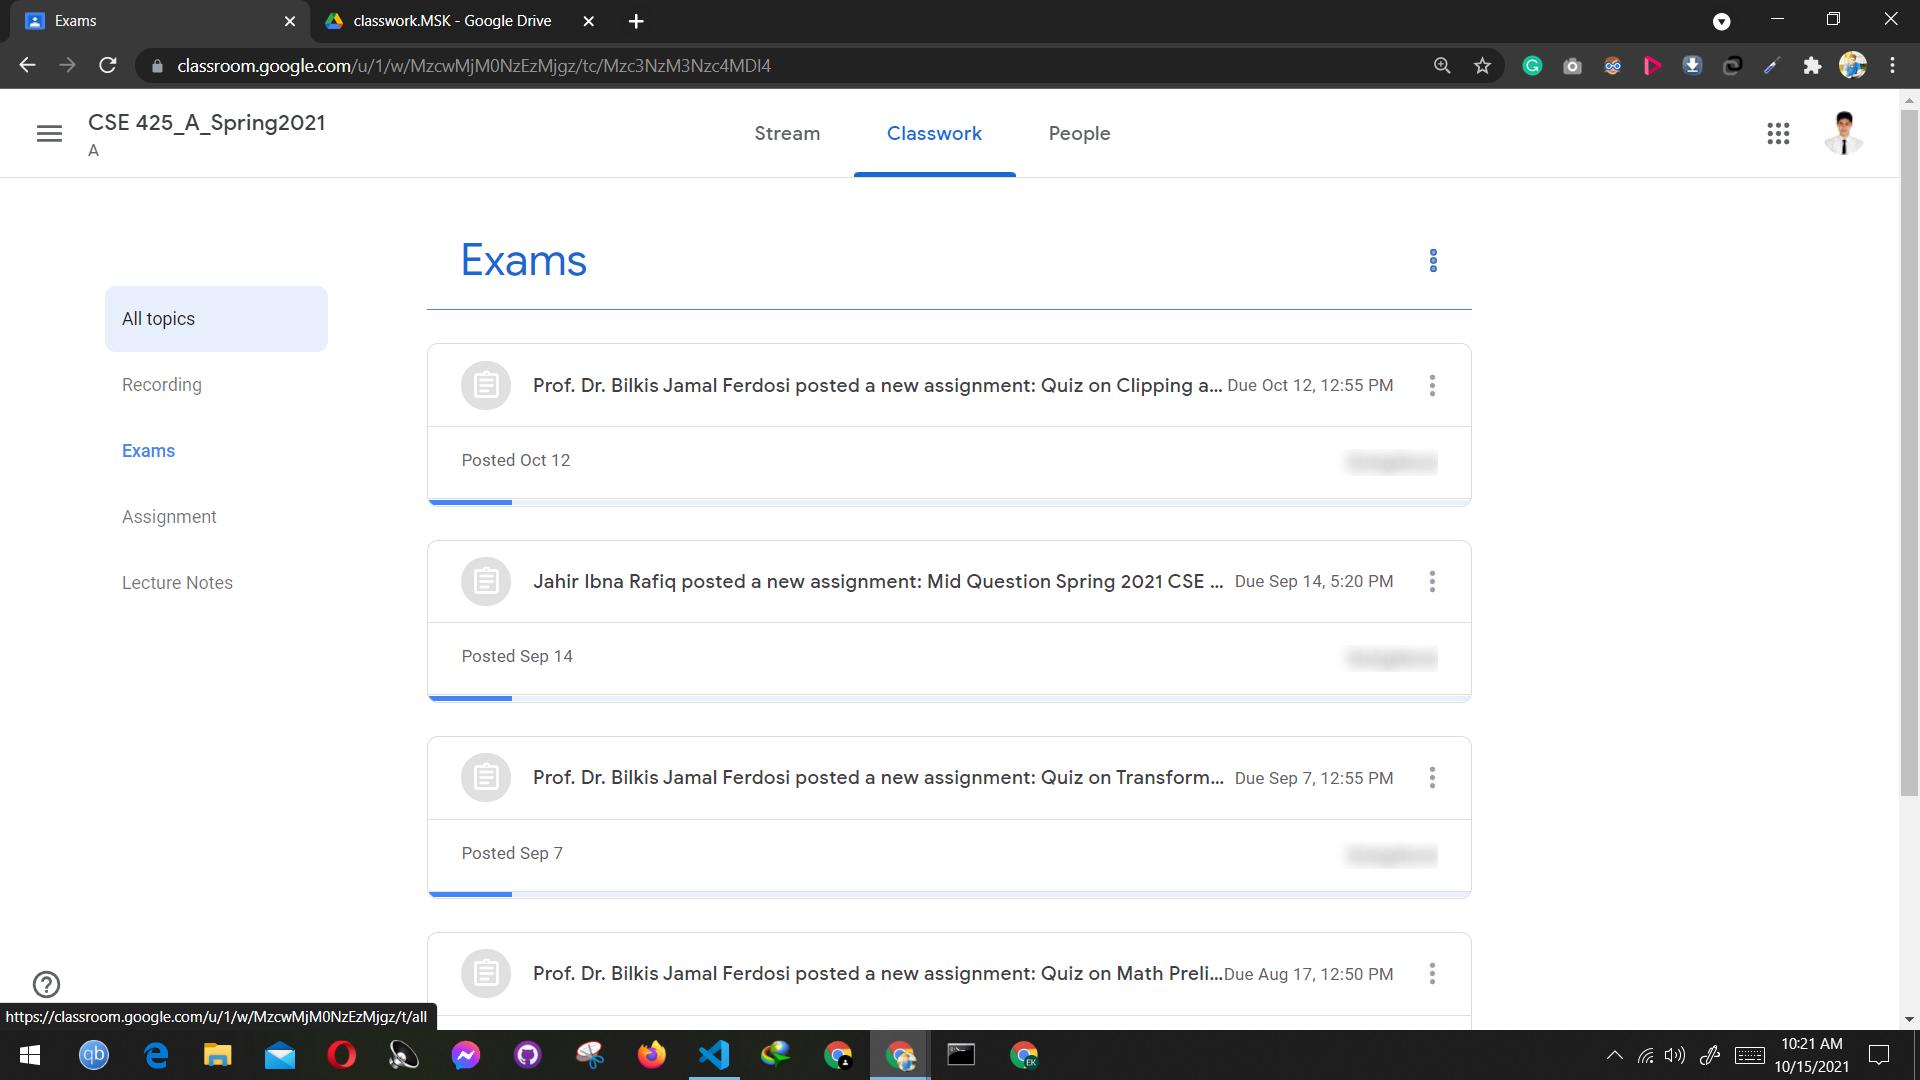 Exams
classwork.MSK - Google Drive
classroom.google.com/u/1/w/MzcwMjM0NzEzMjgz/tc/Mzc3NzM3Nzc4MDI4
CSE 425_A_Spring2021
A
Stream
Classwork
People
All topics
Recording
Exams
Assignment
Lecture Notes
Exams
Prof. Dr. Bilkis Jamal Ferdosi posted a new assignment: Quiz on Clipping a... Due Oct 12, 12:55 PM
Posted Oct 12
Jahir Ibna Rafiq posted a new assignment: Mid Question Spring 2021 CSE ... Due Sep 14, 5:20 PM
Posted Sep 14
Prof. Dr. Bilkis Jamal Ferdosi posted a new assignment: Quiz on Transform... Due Sep 7, 12:55 PM
Posted Sep 7
Prof. Dr. Bilkis Jamal Ferdosi posted a new assignment: Quiz on Math Preli... Due Aug 17, 12:50 PM
https://classroom.google.com/u/1/w/MzcwMjM0NzEzMjgz/t/all
qb
EK
10:21 AM
10/15/2021